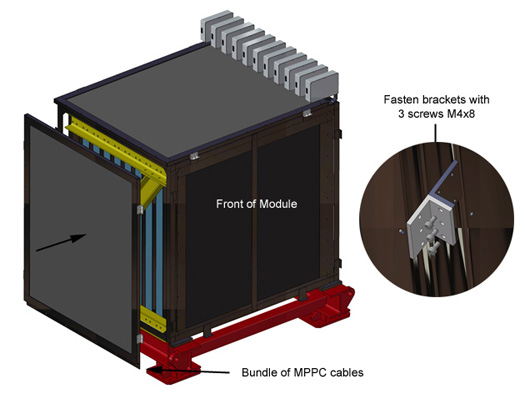 Fasten brackets with
3 screws M4x8
Front of Module
Bundle of MPPC cables